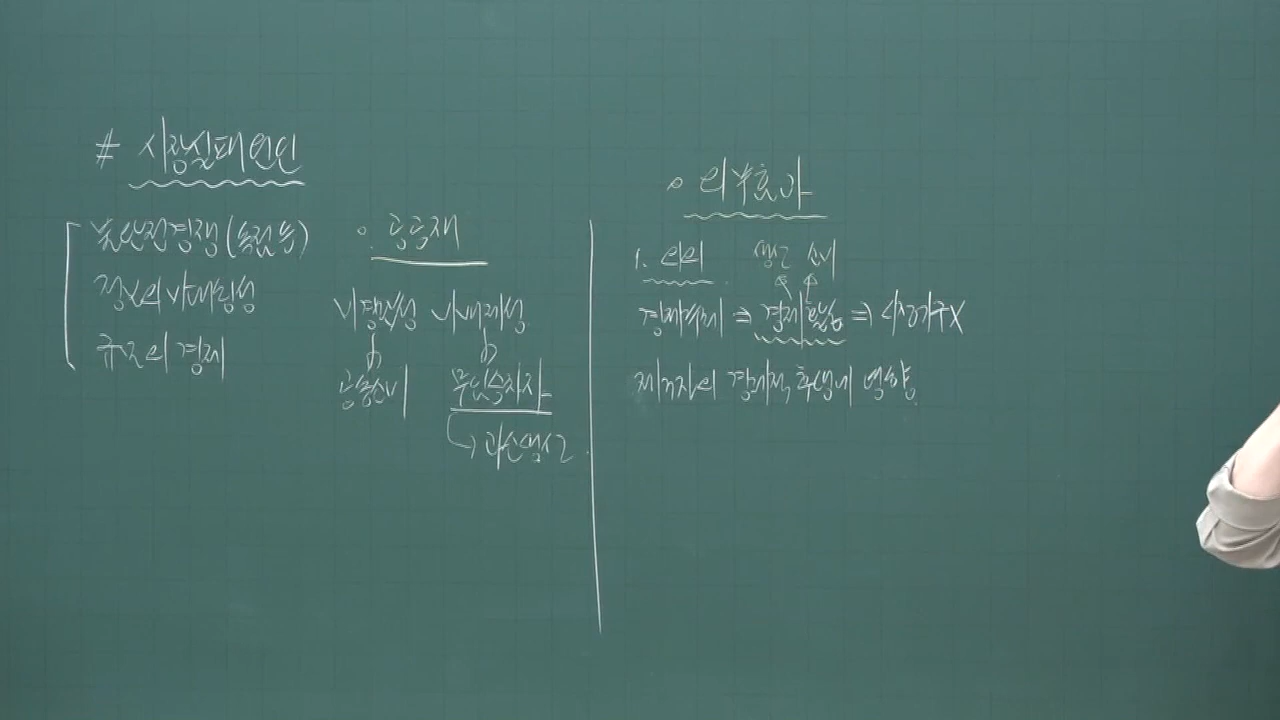 # 시장실패 원인
불완전경쟁(독점 등)
정보의 비대칭성
규모의 경제
o. 공공재
비경합성 비배제성
공동소비 무임승차자
↳ 과소생산
o 외부효과
1. 의의
생산 소비
경제주체 ⇒ 경제활동 ⇒ 시장기구X
제3자의 경제적 후생에 영향